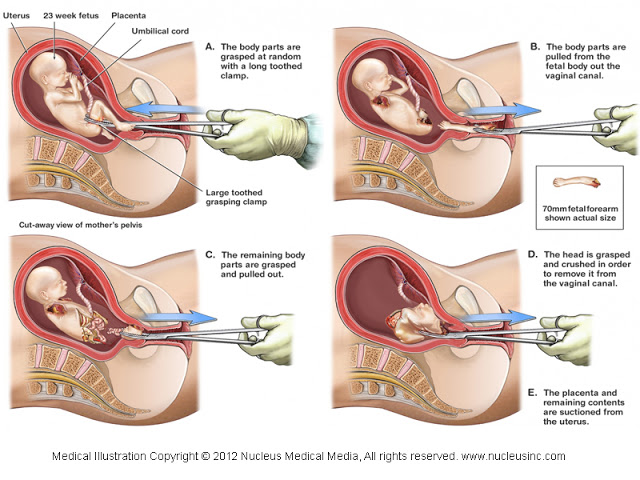 Uterus
23 week fetus
Placenta
Umbilical cord
A. The body parts are
grasped at random
with a long toothed
clamp.
Large toothed
grasping clamp
Cut-away view of mother's pelvis
B. The body parts are
pulled from the
fetal body out the
vaginal canal.
70mm fetal forearm
shown actual size
C. The remaining body
parts are grasped
and pulled out.
D. The head is grasped
and crushed in order
to remove it from
the vaginal canal.
E. The placenta and
remaining contents
are suctioned from
the uterus.
Medical Illustration Copyright © 2012 Nucleus Medical Media, All rights reserved. www.nucleusinc.com